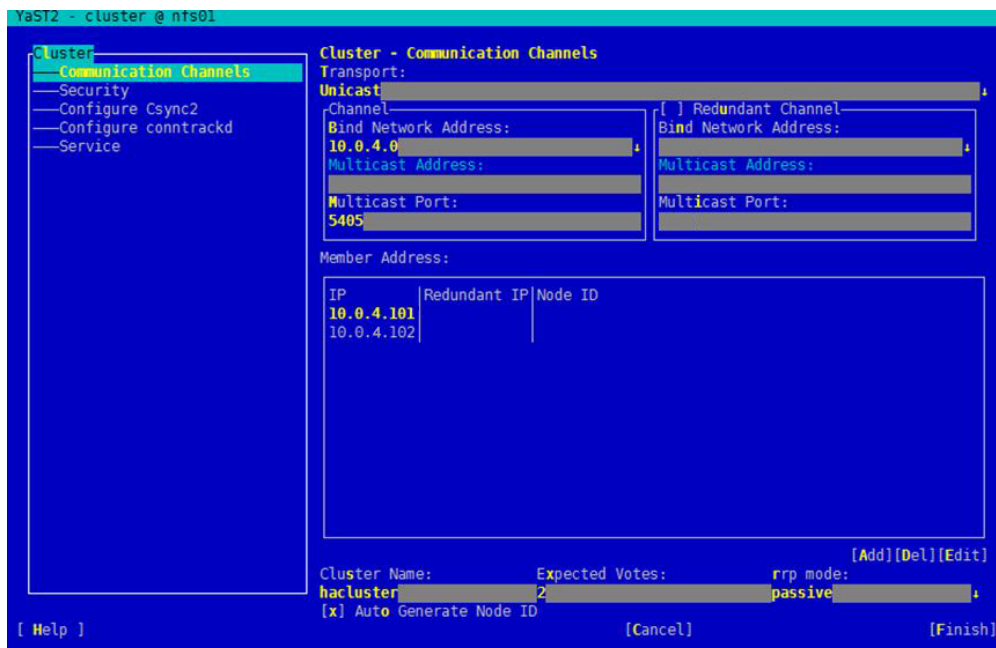 YaST2 - cluster @ nfs01
Cluster
Communication Channels
Security
Configure Csync2
Configure conntrackd
Service
Cluster - Communication Channels
Transport:
Unicast
Channel
Bind Network Address:
10.0.4.0
Multicast Address:
Multicast Port:
5405
[ ] Redundant Channel
Bind Network Address:
Multicast Address:
Multicast Port:
Member Address:
IP Redundant IP Node ID
10.0.4.101
10.0.4.102
[Add][Del][Edit]
Cluster Name: Expected Votes: rrp mode:
hacluster 2 passive
[x] Auto Generate Node ID
[ Help ] [Cancel] [Finish]